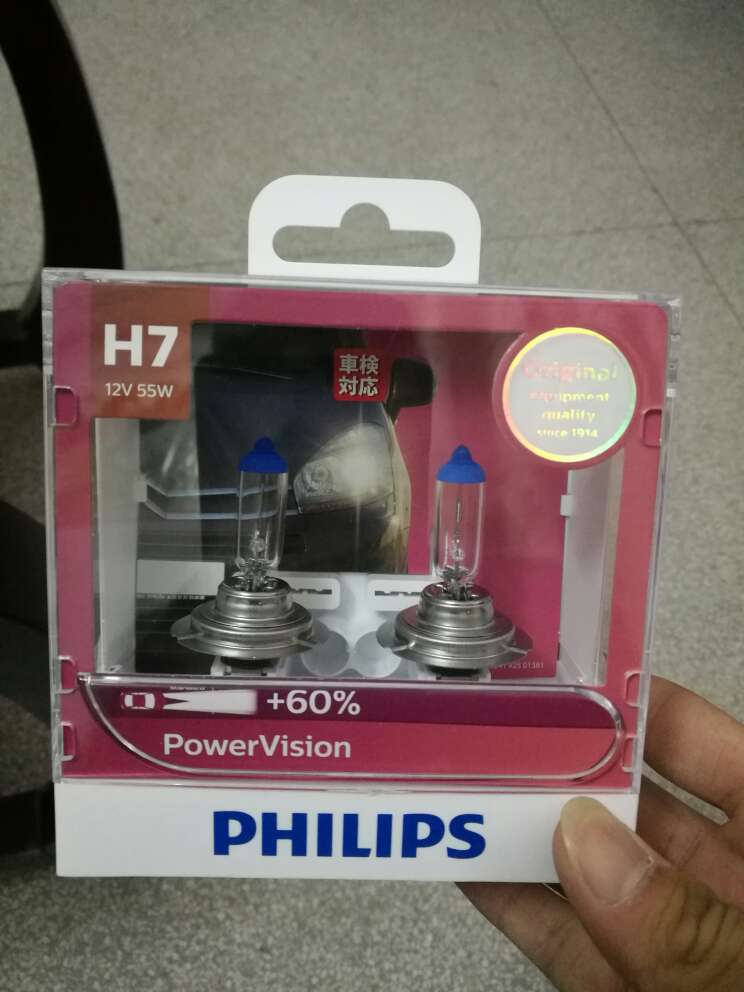 H7
12V 55W
車検
対応
Original
equipment
quality
since 1914
+60%
PowerVision
PHILIPS